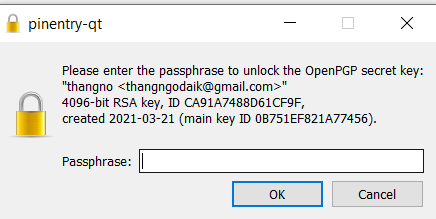 pinentry-qt
Please enter the passphrase to unlock the OpenPGP secret key:
"thangno <thangngodaik@gmail.com>"
4096-bit RSA key, ID CA91A7488D61CF9F,
created 2021-03-21 (main key ID 0B751EF821A77456).
Passphrase:
OK Cancel